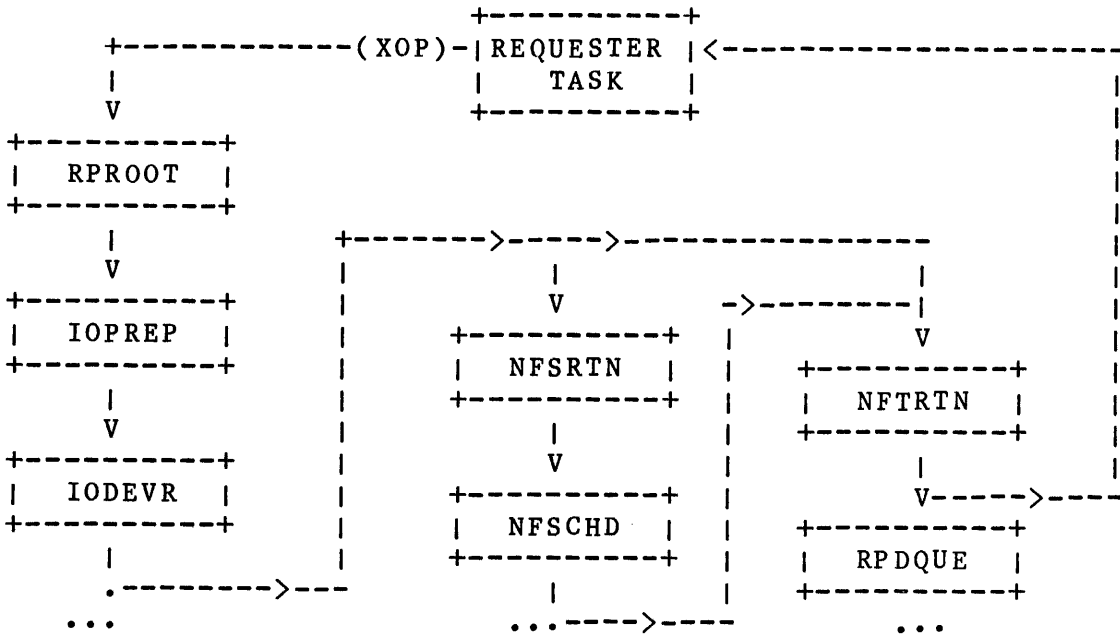 (XOP)
REQUESTER
TASK
RPROOT
IOPREP
NFSRTN
NFTRTN
IODEVR
NFSCHD
RPDQUE
...
...
...